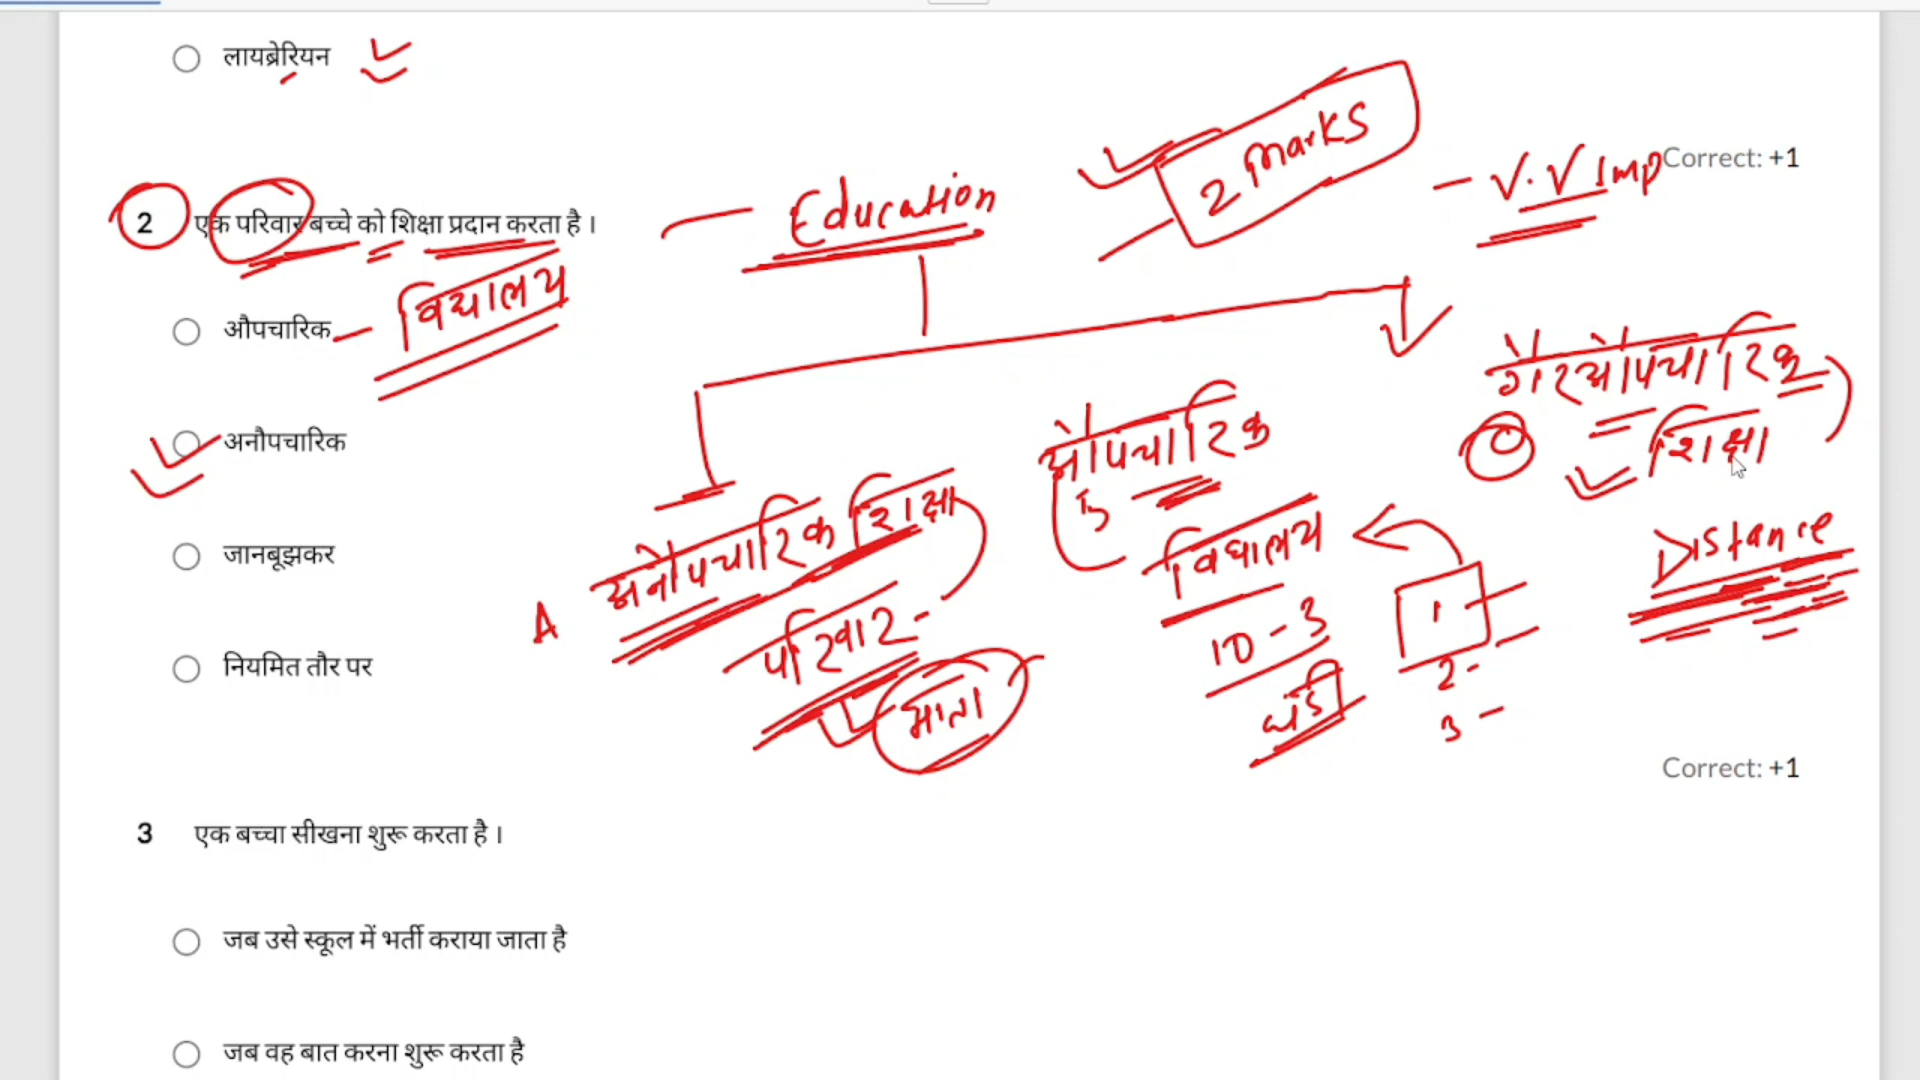 लायब्रेरियन
2 marks
- V.V Imp
Correct: +1
2 एक परिवार बच्चे को शिक्षा प्रदान करता है।
Education
औपचारिक - विद्यालय
गैरऔपचारिक
शिक्षा
औपचारिक
अनौपचारिक
अनौपचारिक शिक्षा
विद्यालय
Distance
जानबूझकर
A
परिवार -
10 - 3
1
नियमित तौर पर
माता
2 -
3 -
Correct: +1
3 एक बच्चा सीखना शुरू करता है।
जब उसे स्कूल में भर्ती कराया जाता है
जब वह बात करना शुरू करता है